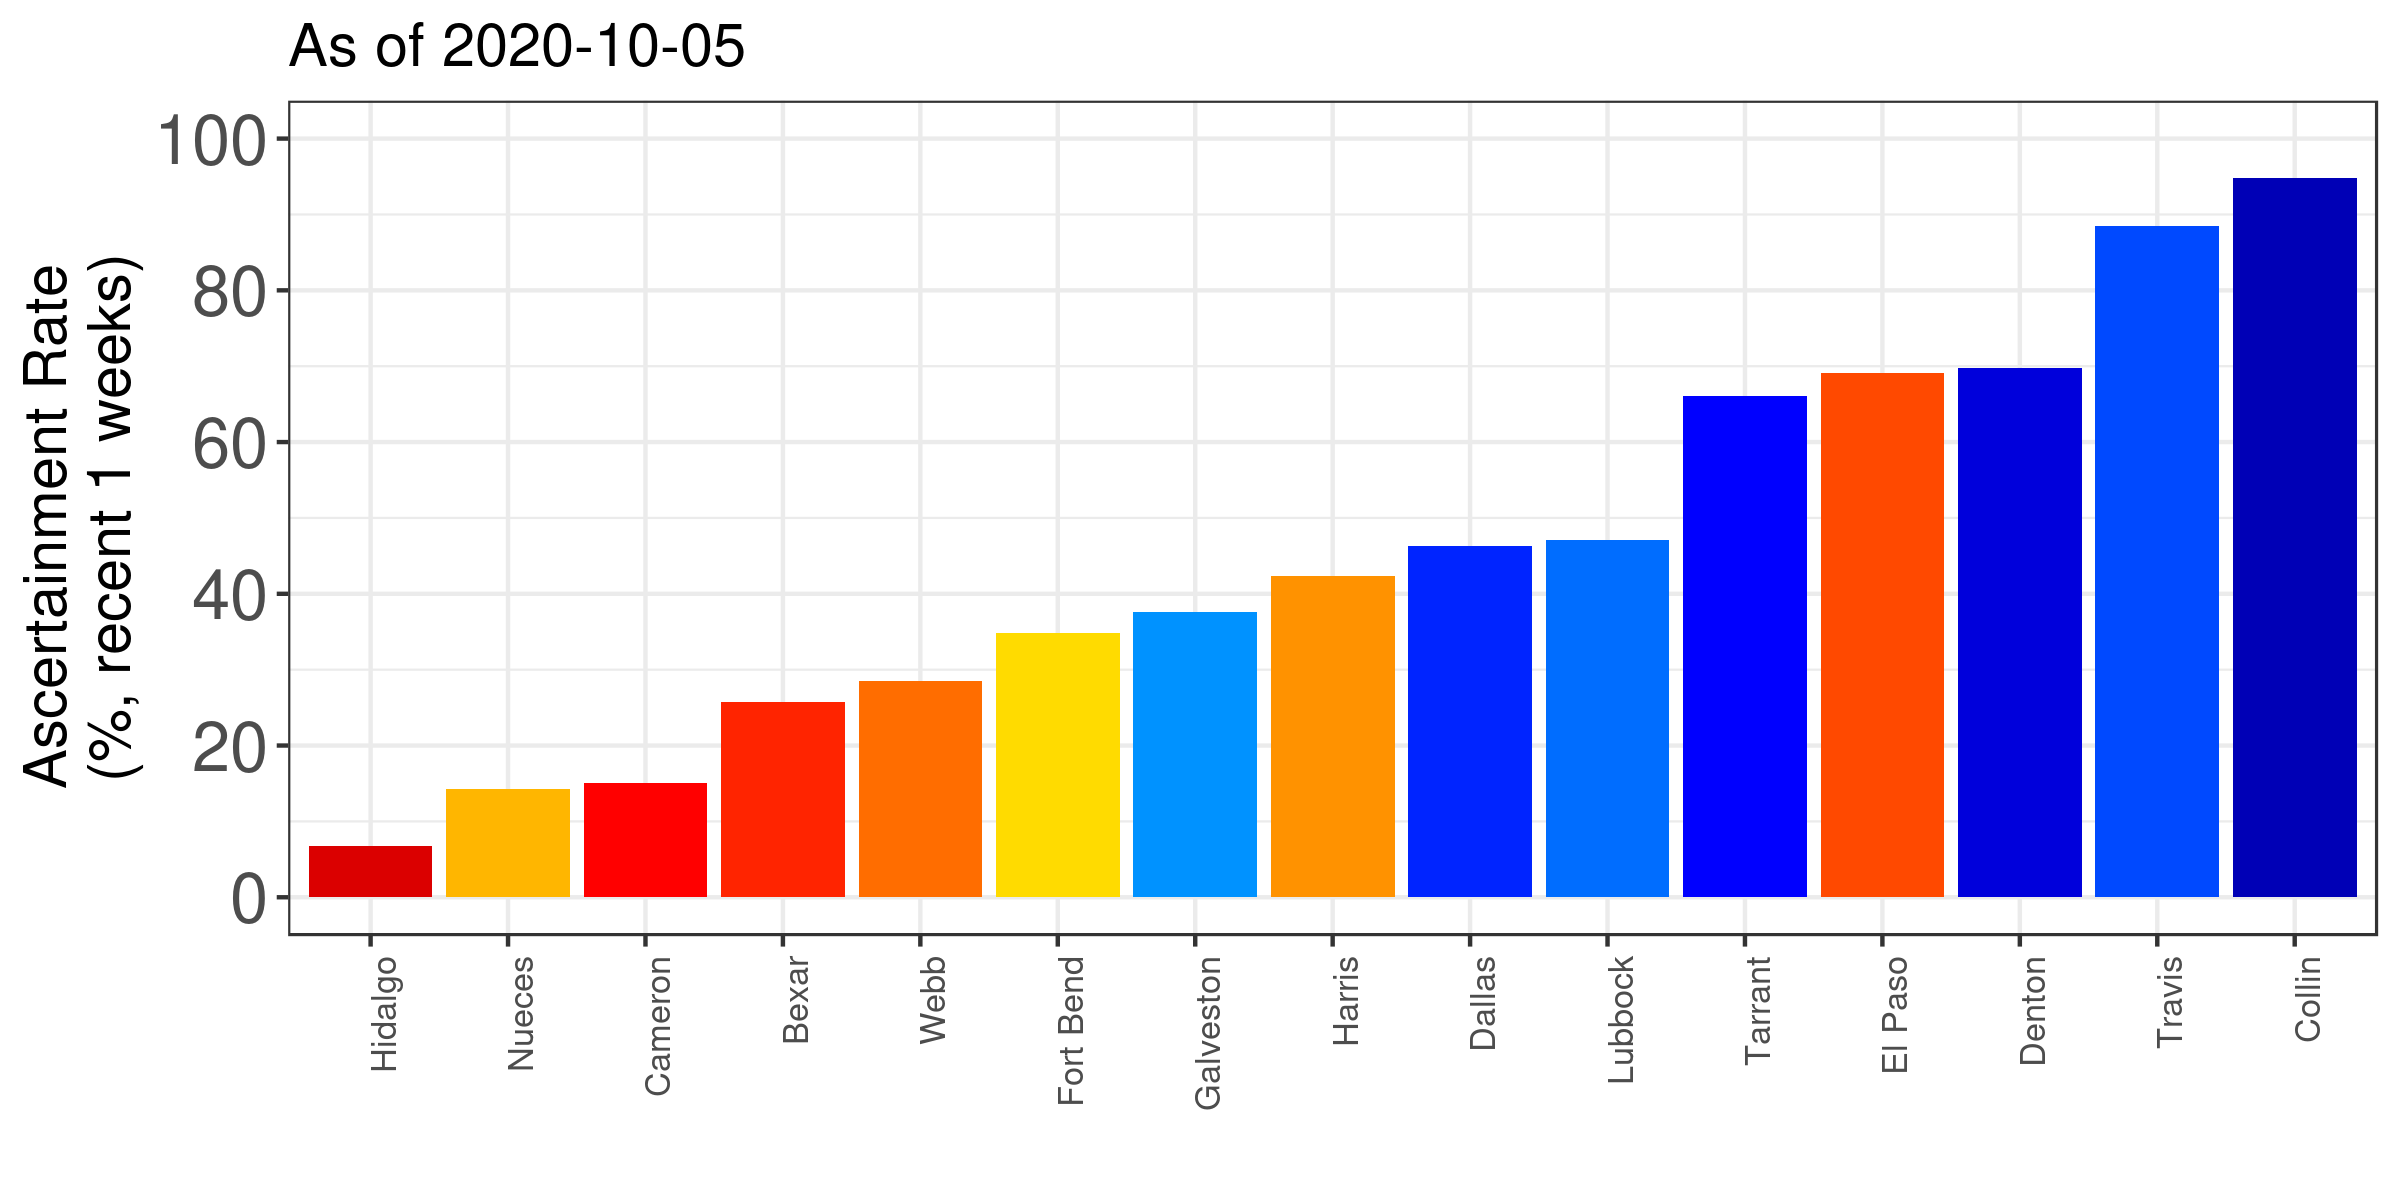 As of 2020-10-05
Ascertainment Rate
(%, recent 1 weeks)
100
80
60
40
20
0
Hidalgo
Nueces
Cameron
Bexar
Webb
Fort Bend
Galveston
Harris
Dallas
Lubbock
Tarrant
El Paso
Denton
Travis
Collin